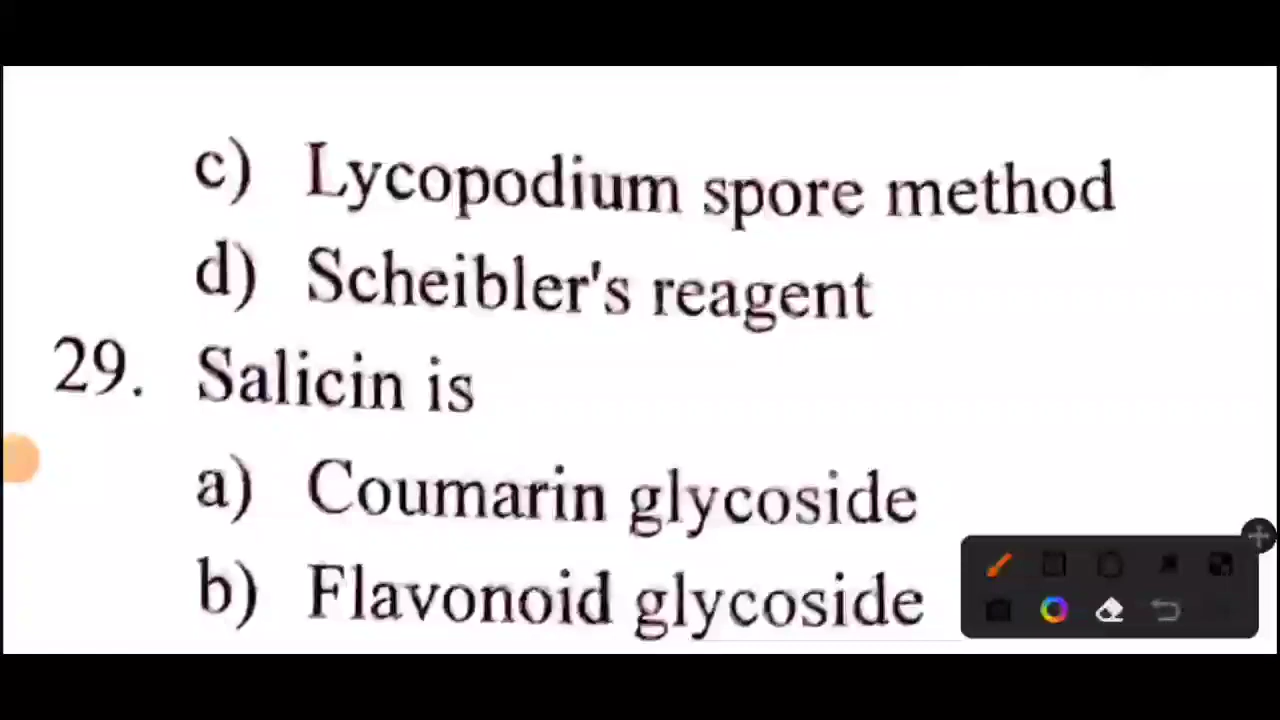 c) Lycopodium spore method
d) Scheibler's reagent
29. Salicin is
a) Coumarin glycoside
b) Flavonoid glycoside